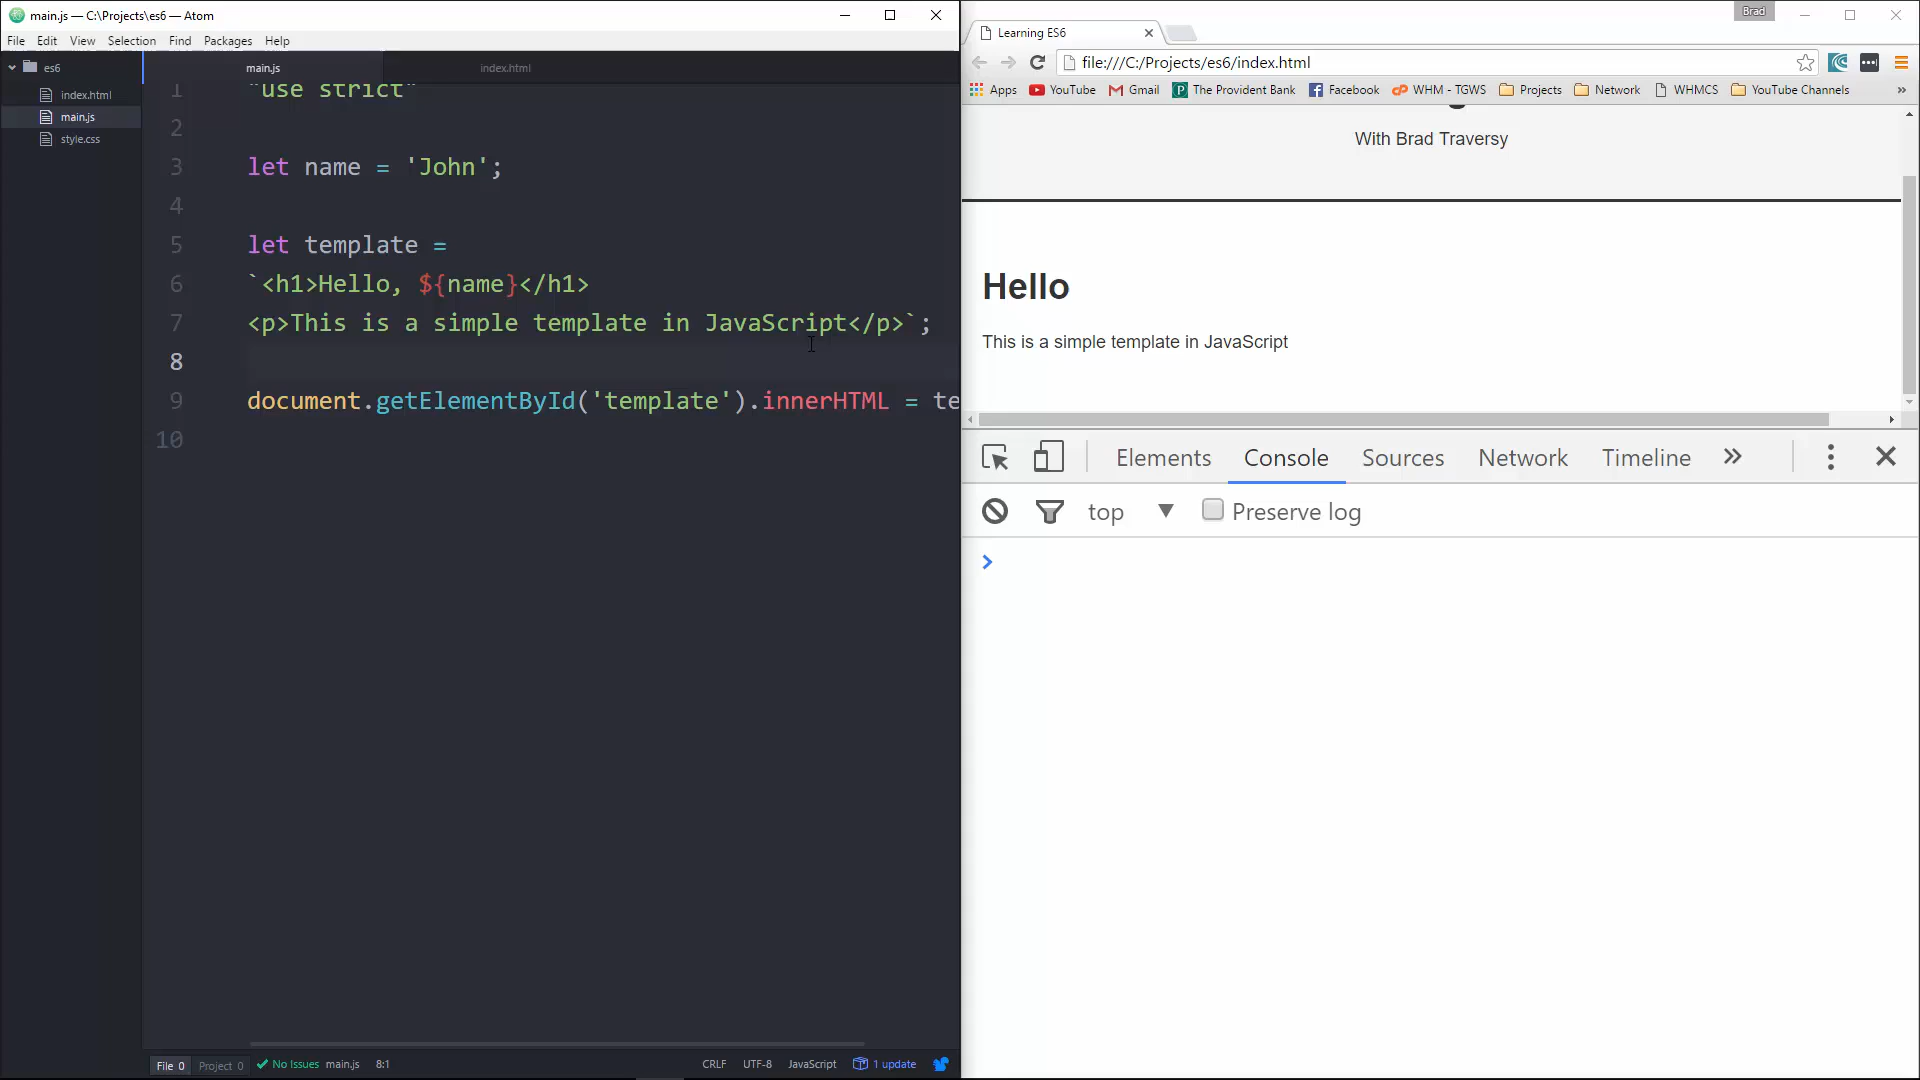 main.js — C:\Projects\es6 — Atom
File Edit View Selection Find Packages Help
es6
index.html
main.js
style.css
main.js index.html
1 "use strict"
2
3 let name = 'John';
4
5 let template =
6 `<h1>Hello, ${name}</h1>
7 <p>This is a simple template in JavaScript</p>`;
8
9 document.getElementById('template').innerHTML = te
10
File 0 Project 0 No Issues main.js 8:1 CRLF UTF-8 JavaScript 1 update
Brad
Learning ES6
file:///C:/Projects/es6/index.html
Apps YouTube Gmail The Provident Bank Facebook WHM - TGWS Projects Network WHMCS YouTube Channels »
With Brad Traversy
Hello
This is a simple template in JavaScript
Elements Console Sources Network Timeline »
top Preserve log
>